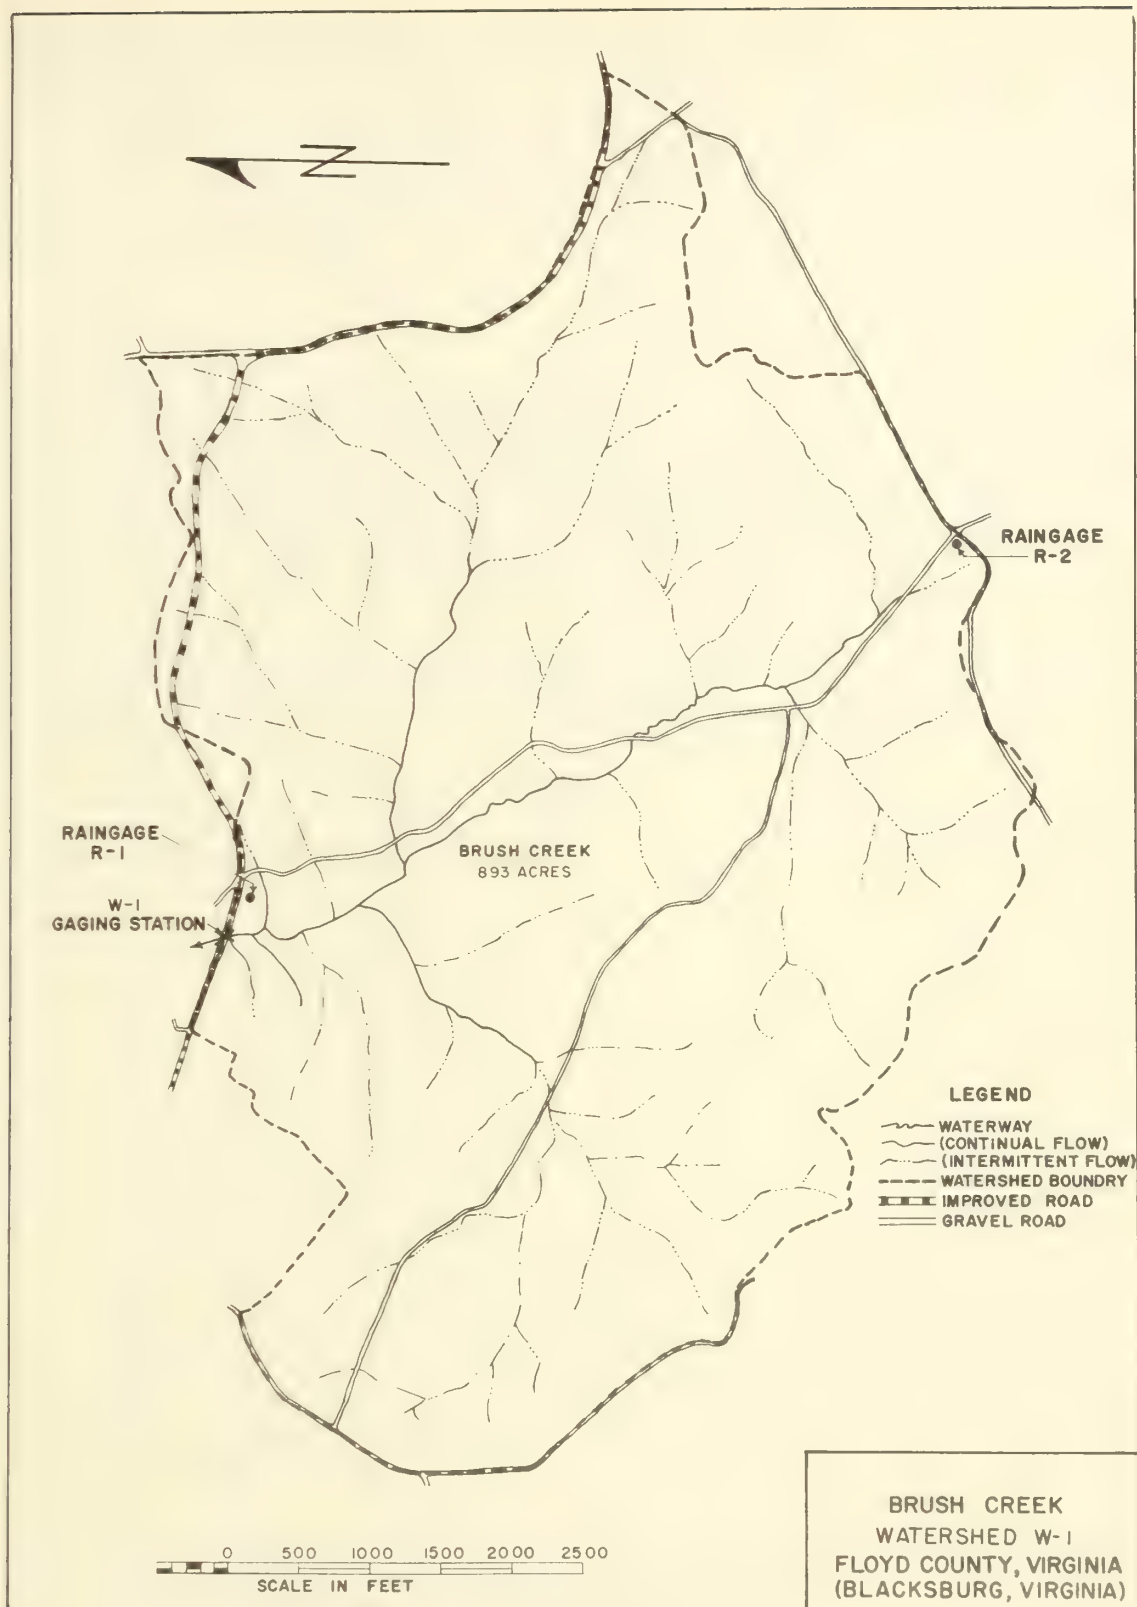 N
RAINGAGE
R-2
RAINGAGE
R-1
BRUSH CREEK
893 ACRES
W-1
GAGING STATION
LEGEND
WATERWAY
(CONTINUAL FLOW)
(INTERMITTENT FLOW)
WATERSHED BOUNDRY
IMPROVED ROAD
GRAVEL ROAD
0 500 1000 1500 2000 2500
SCALE IN FEET
BRUSH CREEK
WATERSHED W-1
FLOYD COUNTY, VIRGINIA
(BLACKSBURG, VIRGINIA)